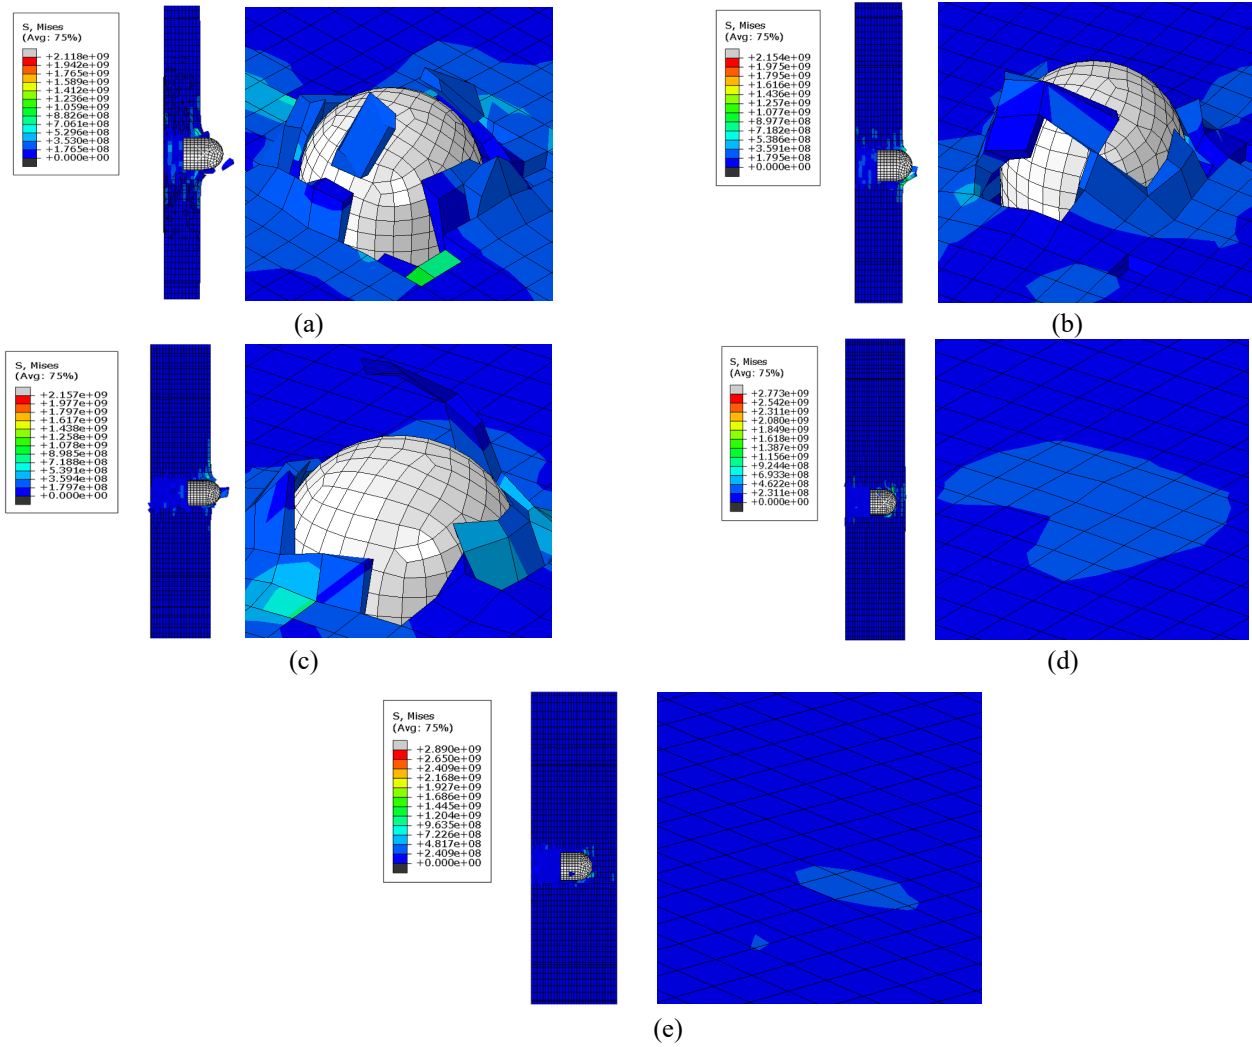 S, Mises
(Avg: 75%)
+2.118e+09
+1.942e+09
+1.765e+09
+1.589e+09
+1.412e+09
+1.236e+09
+1.059e+09
+8.826e+08
+7.061e+08
+5.296e+08
+3.530e+08
+1.765e+08
+0.000e+00
(a)
S, Mises
(Avg: 75%)
+2.154e+09
+1.975e+09
+1.795e+09
+1.616e+09
+1.436e+09
+1.257e+09
+1.077e+09
+8.977e+08
+7.182e+08
+5.386e+08
+3.591e+08
+1.795e+08
+0.000e+00
(b)
S, Mises
(Avg: 75%)
+2.157e+09
+1.977e+09
+1.797e+09
+1.617e+09
+1.438e+09
+1.258e+09
+1.078e+09
+8.985e+08
+7.188e+08
+5.391e+08
+3.594e+08
+1.797e+08
+0.000e+00
(c)
S, Mises
(Avg: 75%)
+2.773e+09
+2.542e+09
+2.311e+09
+2.080e+09
+1.849e+09
+1.618e+09
+1.387e+09
+1.156e+09
+9.244e+08
+6.933e+08
+4.622e+08
+2.311e+08
+0.000e+00
(d)
S, Mises
(Avg: 75%)
+2.890e+09
+2.650e+09
+2.409e+09
+2.168e+09
+1.927e+09
+1.686e+09
+1.445e+09
+1.204e+09
+9.635e+08
+7.226e+08
+4.817e+08
+2.409e+08
+0.000e+00
(e)